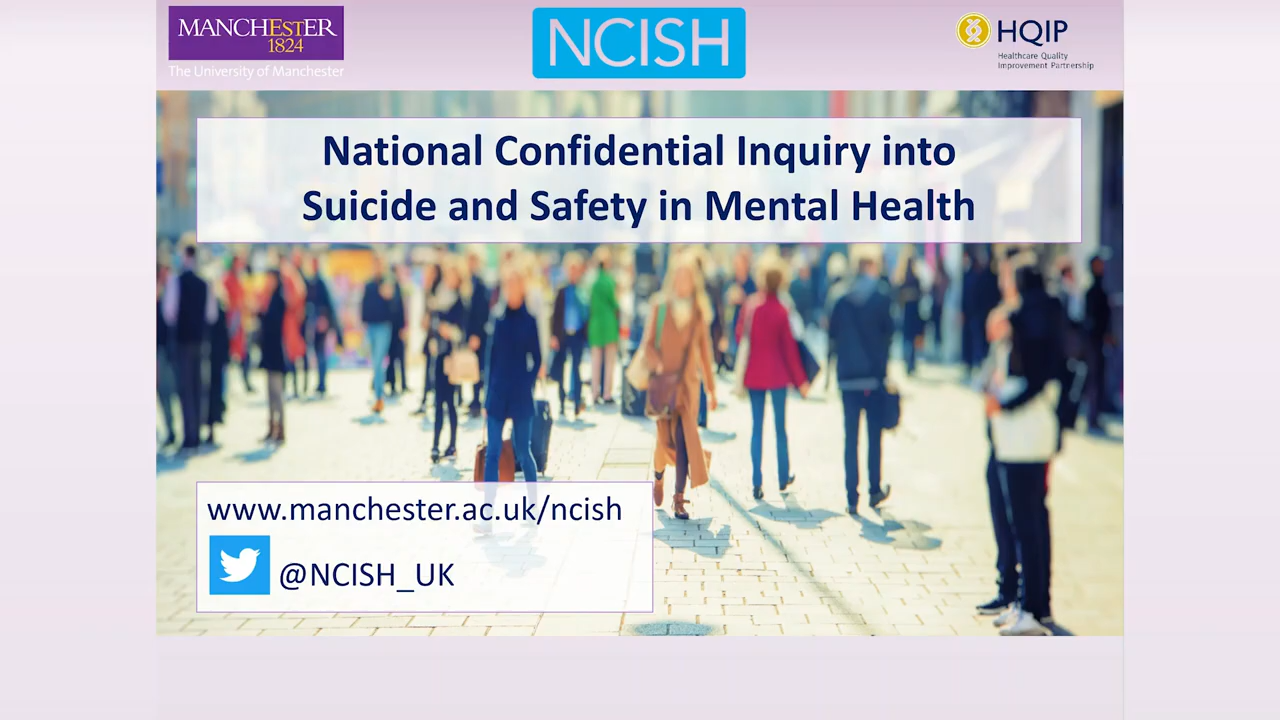 MANCHESTER
1824
The University of Manchester
NCISH
HQIP
Healthcare Quality
Improvement Partnership
National Confidential Inquiry into
Suicide and Safety in Mental Health
www.manchester.ac.uk/ncish
@NCISH_UK